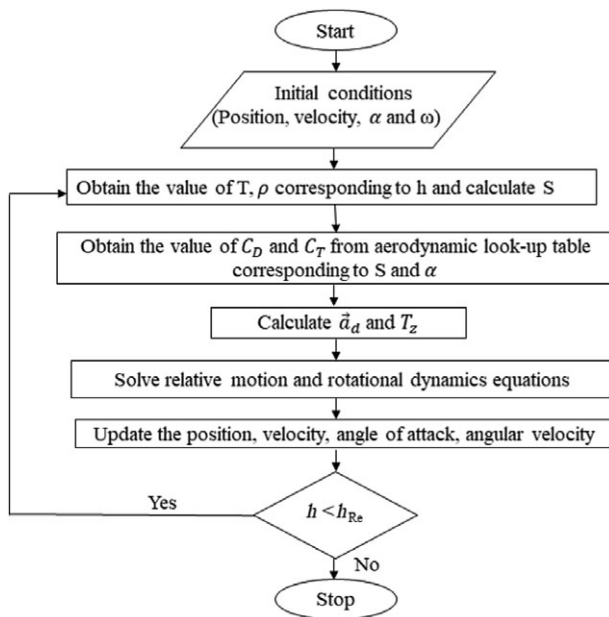 Start
Initial conditions
(Position, velocity, α and ω)
Obtain the value of T, ρ corresponding to h and calculate S
Obtain the value of C_D and C_T from aerodynamic look-up table
corresponding to S and α
Calculate a⃗_d and T_z
Solve relative motion and rotational dynamics equations
Update the position, velocity, angle of attack, angular velocity
Yes
h < h_Re
No
Stop